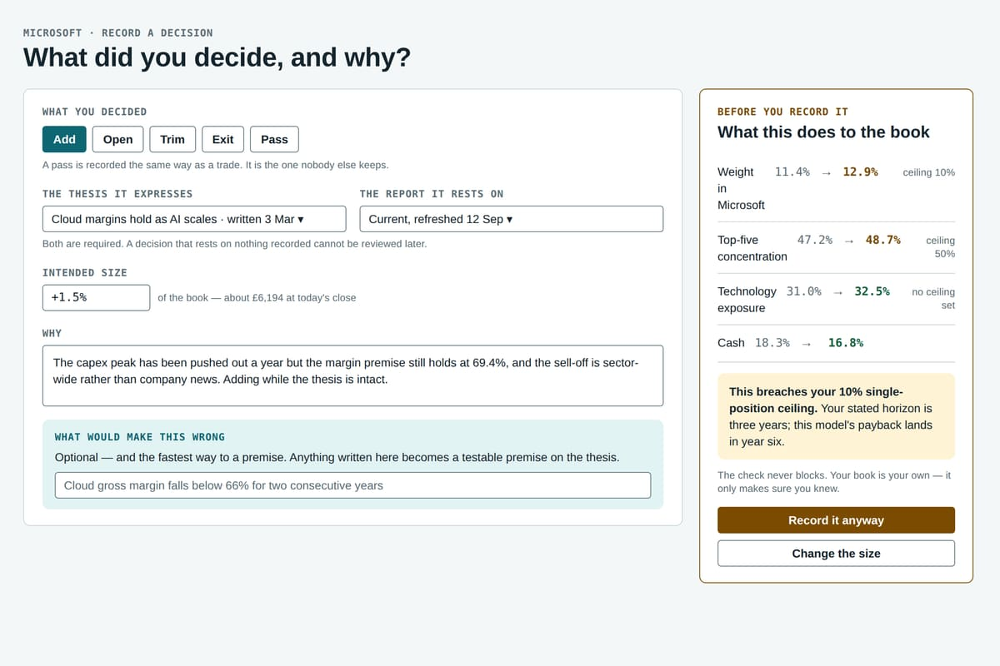 MICROSOFT · RECORD A DECISION
What did you decide, and why?
WHAT YOU DECIDED
Add
Open
Trim
Exit
Pass
A pass is recorded the same way as a trade. It is the one nobody else keeps.
THE THESIS IT EXPRESSES
Cloud margins hold as AI scales · written 3 Mar ▾
THE REPORT IT RESTS ON
Current, refreshed 12 Sep ▾
Both are required. A decision that rests on nothing recorded cannot be reviewed later.
INTENDED SIZE
+1.5%
of the book — about £6,194 at today's close
WHY
The capex peak has been pushed out a year but the margin premise still holds at 69.4%, and the sell-off is sector-
wide rather than company news. Adding while the thesis is intact.
WHAT WOULD MAKE THIS WRONG
Optional — and the fastest way to a premise. Anything written here becomes a testable premise on the thesis.
Cloud gross margin falls below 66% for two consecutive years
BEFORE YOU RECORD IT
What this does to the book
Weight
in
Microsoft
11.4% → 12.9%
ceiling 10%
Top-five
concentration
47.2% → 48.7%
ceiling
50%
Technology
exposure
31.0% → 32.5%
no ceiling
set
Cash 18.3% → 16.8%
This breaches your 10% single-
position ceiling. Your stated horizon is
three years; this model's payback lands
in year six.
The check never blocks. Your book is your own — it
only makes sure you knew.
Record it anyway
Change the size